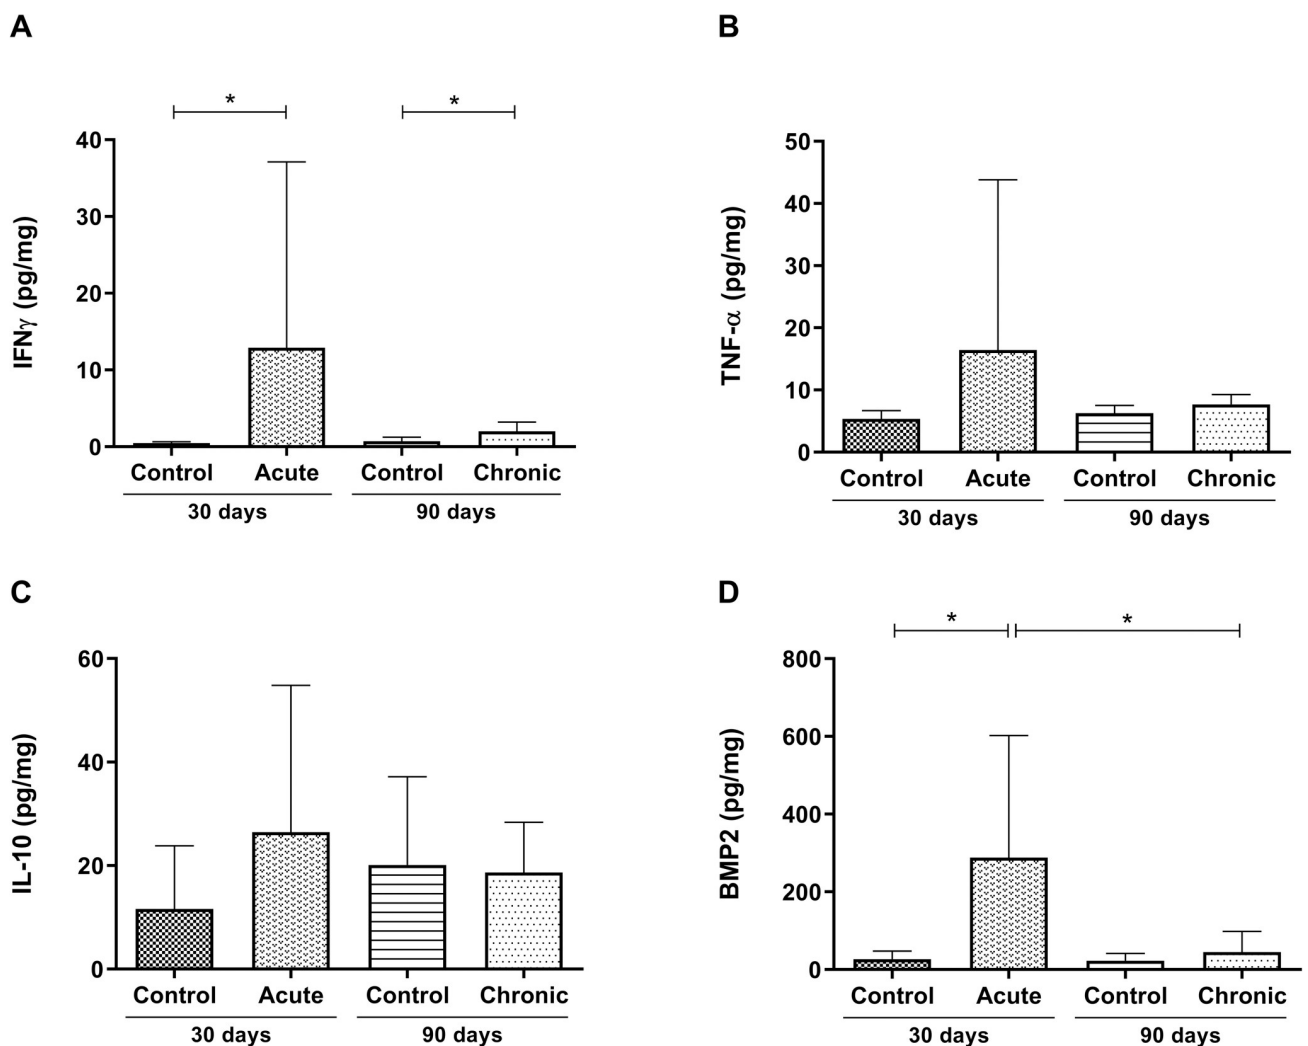 A
IFNγ (pg/mg)
* *
40
30
20
10
0
Control Acute Control Chronic
30 days 90 days
B
TNF-α (pg/mg)
50
40
30
20
10
0
Control Acute Control Chronic
30 days 90 days
C
IL-10 (pg/mg)
60
40
20
0
Control Acute Control Chronic
30 days 90 days
D
BMP2 (pg/mg)
* *
800
600
400
200
0
Control Acute Control Chronic
30 days 90 days